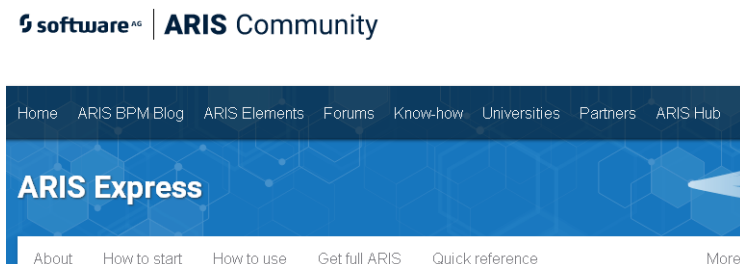 software AG ARIS Community
Home ARIS BPM Blog ARIS Elements Forums Know-how Universities Partners ARIS Hub
ARIS Express
About How to start How to use Get full ARIS Quick reference More